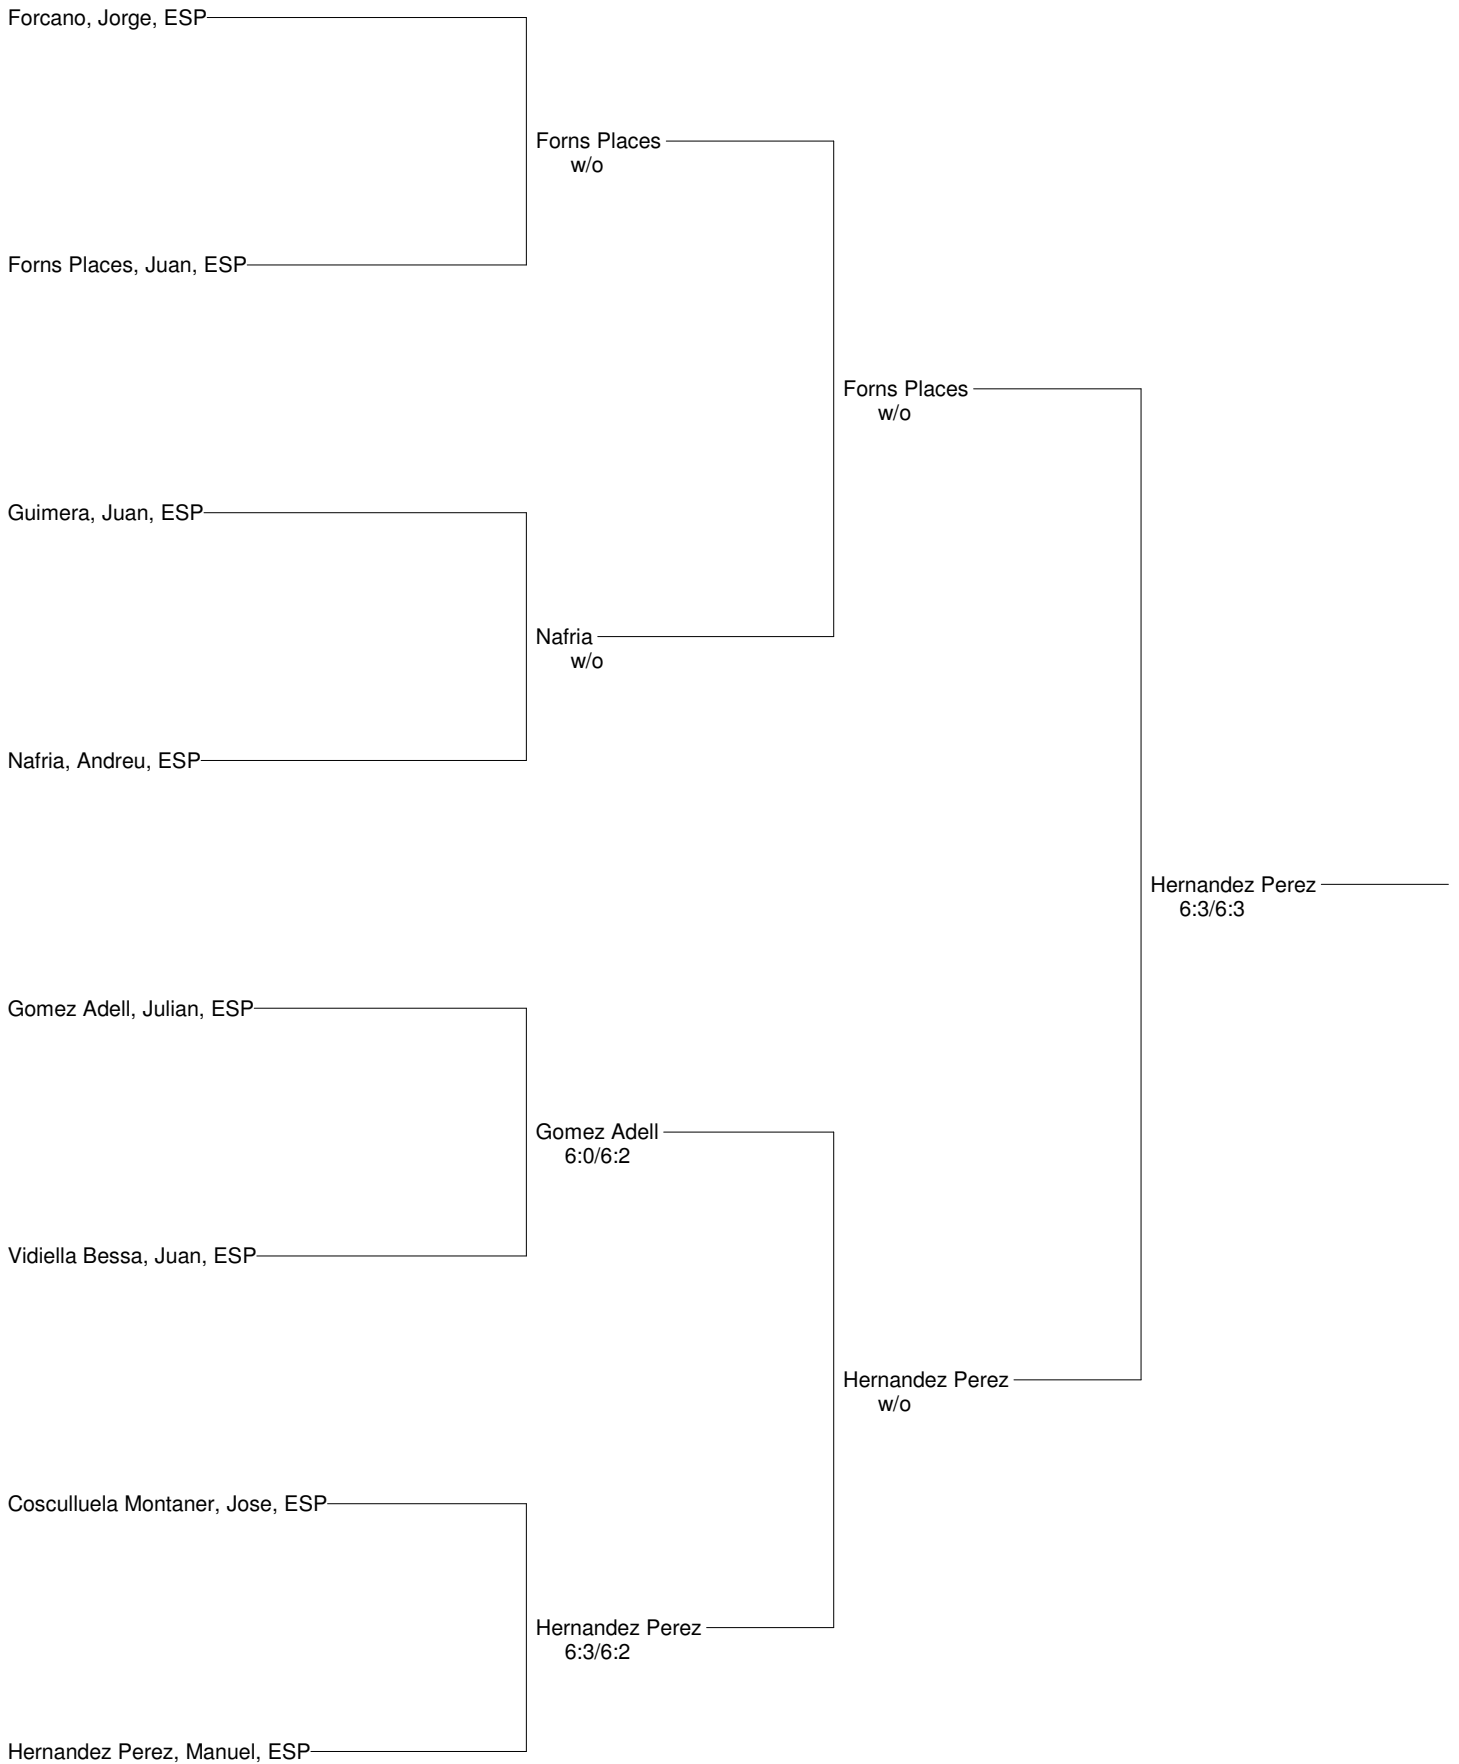 Forcano, Jorge, ESP
Forns Places
w/o
Forns Places, Juan, ESP
Forns Places
w/o
Guimera, Juan, ESP
Nafria
w/o
Nafria, Andreu, ESP
Hernandez Perez
6:3/6:3
Gomez Adell, Julian, ESP
Gomez Adell
6:0/6:2
Vidiella Bessa, Juan, ESP
Hernandez Perez
w/o
Cosculluela Montaner, Jose, ESP
Hernandez Perez
6:3/6:2
Hernandez Perez, Manuel, ESP